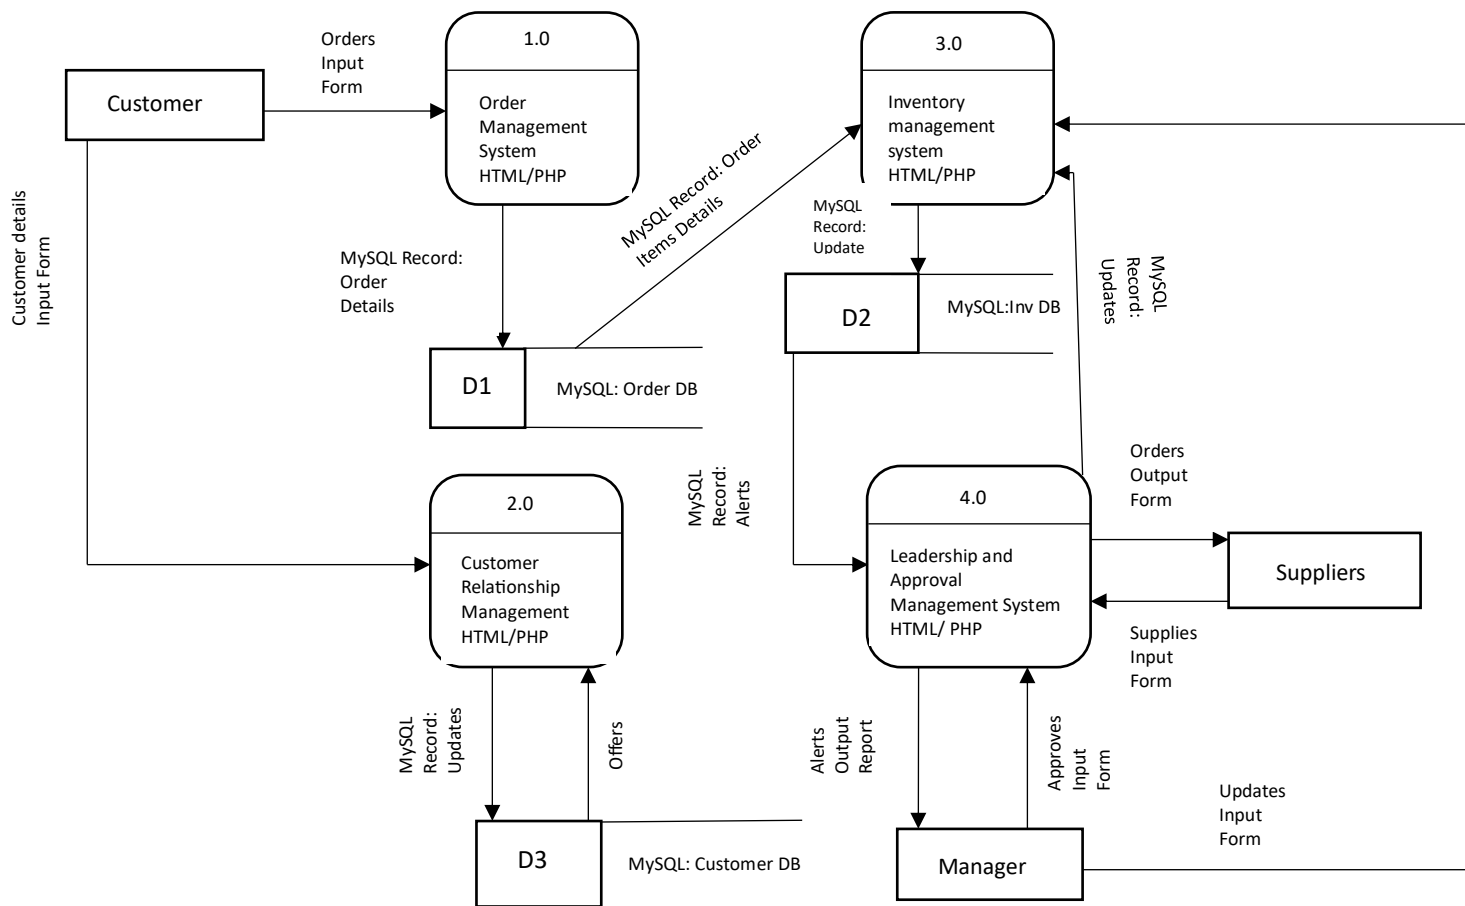 Orders
Input
Form
1.0
3.0
Customer
Order
Management
System
HTML/PHP
Inventory
management
system
HTML/PHP
Customer details
Input Form
MySQL Record: Order
Items Details
MySQL
Record:
Update
MySQL Record:
Order
Details
MySQL
Record:
Updates
D2
MySQL:Inv DB
D1
MySQL: Order DB
MySQL
Record:
Alerts
Orders
Output
Form
2.0
4.0
Customer
Relationship
Management
HTML/PHP
Leadership and
Approval
Management System
HTML/ PHP
Suppliers
Supplies
Input
Form
MySQL
Record:
Updates
Offers
Alerts
Output
Report
Approves
Input
Form
Updates
Input
Form
D3
MySQL: Customer DB
Manager